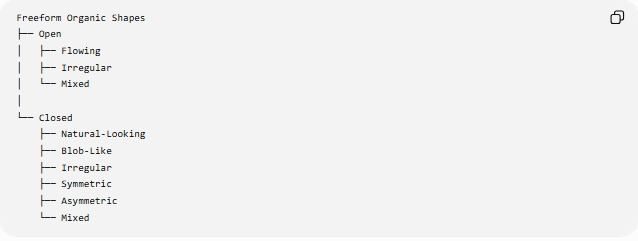 Freeform Organic Shapes
├── Open
│   ├── Flowing
│   ├── Irregular
│   └── Mixed
│
└── Closed
    ├── Natural-Looking
    ├── Blob-Like
    ├── Irregular
    ├── Symmetric
    ├── Asymmetric
    └── Mixed